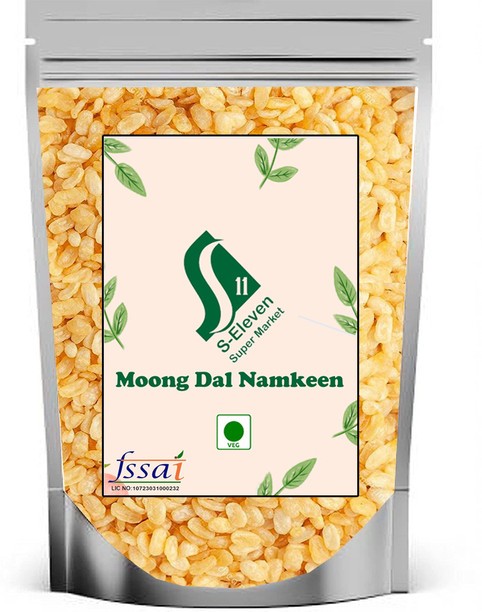 11
S-Eleven
Super Market
Moong Dal Namkeen
VEG
fssai
LIC NO:10723031000232